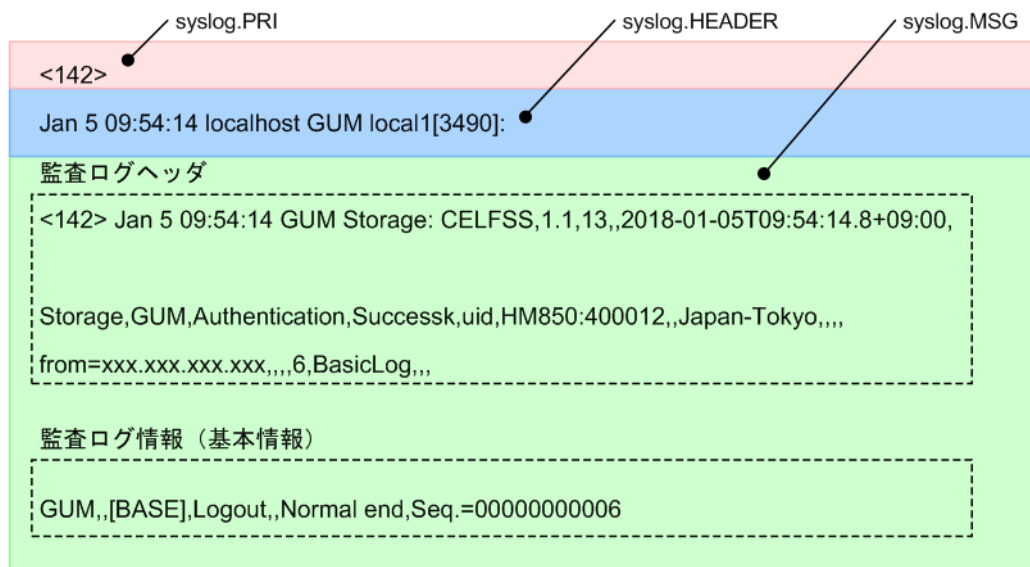 syslog.PRI syslog.HEADER syslog.MSG
<142>
Jan 5 09:54:14 localhost GUM local1[3490]:
監査ログヘッダ
<142> Jan 5 09:54:14 GUM Storage: CELFSS,1.1,13,,2018-01-05T09:54:14.8+09:00,
Storage,GUM,Authentication,Successk,uid,HM850:400012,,Japan-Tokyo,,,,
from=xxx.xxx.xxx.xxx,,,,6,BasicLog,,,
監査ログ情報（基本情報）
GUM,,[BASE],Logout,,Normal end,Seq.=00000000006